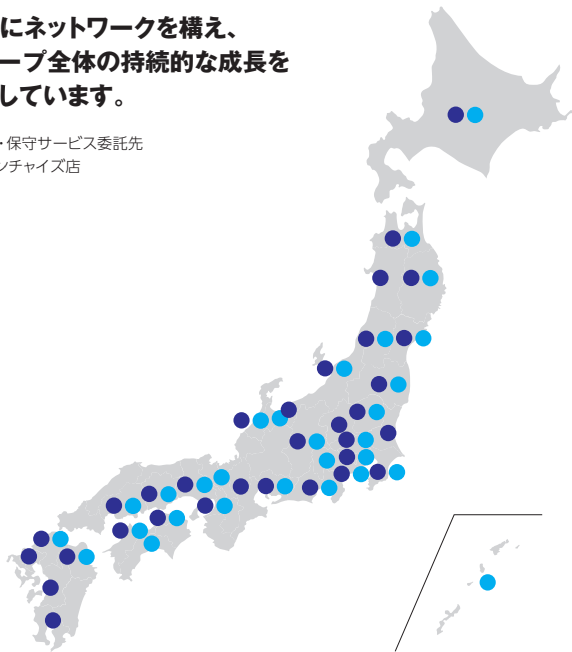 にネットワークを構え、
ープ全体の持続的な成長を
しています。
・保守サービス委託先
ンチャイズ店